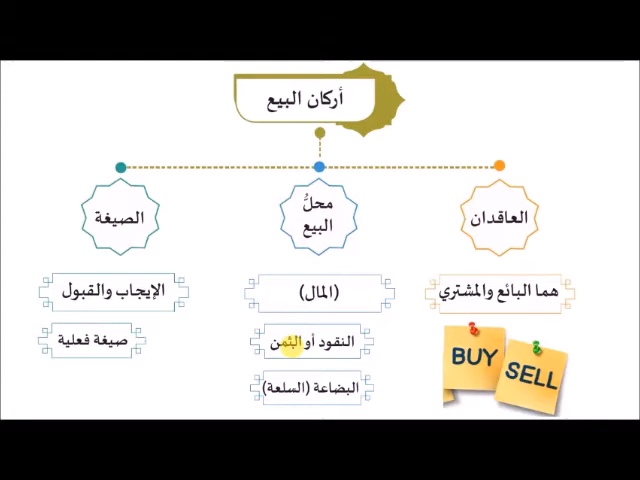 أركان البيع
العاقدان
محلُّ
البيع
الصيغة
هما البائع والمشتري
(المال)
الإيجاب والقبول
النقود أو الثمن
صيغة فعلية
البضاعة (السلعة)
BUY
SELL